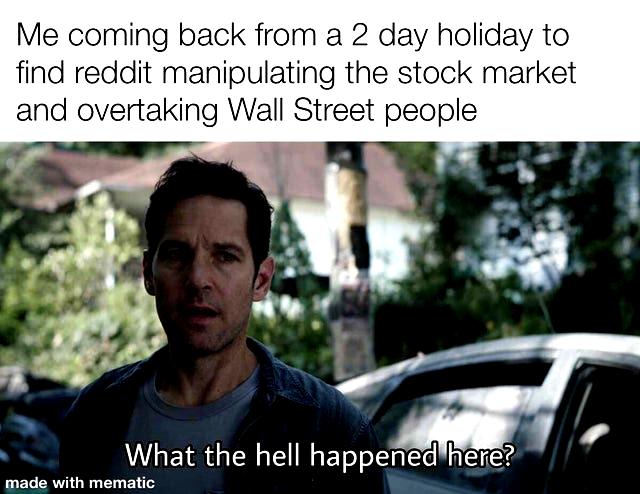 Me coming back from a 2 day holiday to
find reddit manipulating the stock market
and overtaking Wall Street people
What the hell happened here?
made with mematic